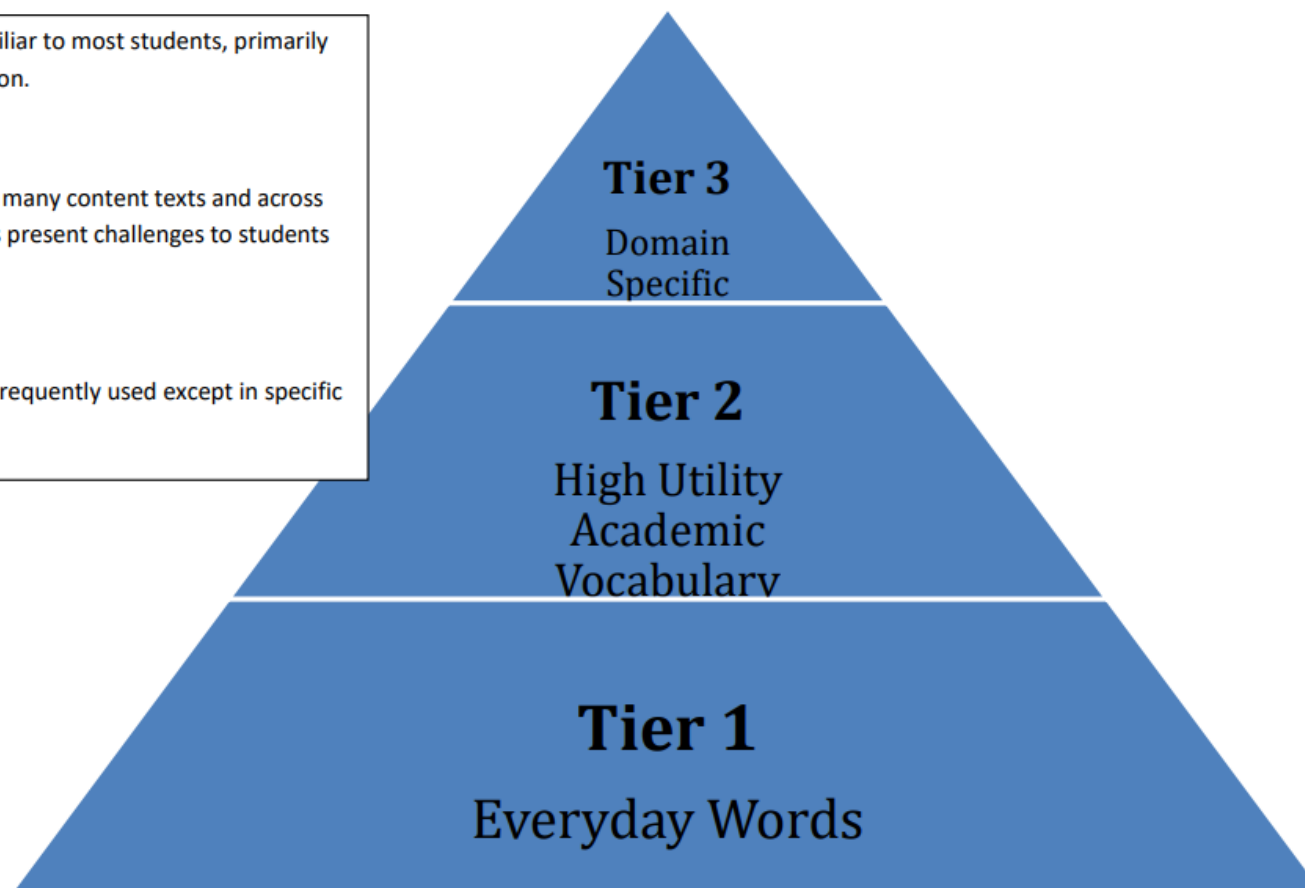 iliar to most students, primarily
on.
many content texts and across
present challenges to students
requently used except in specific
Tier 3
Domain
Specific
Tier 2
High Utility
Academic
Vocabulary
Tier 1
Everyday Words